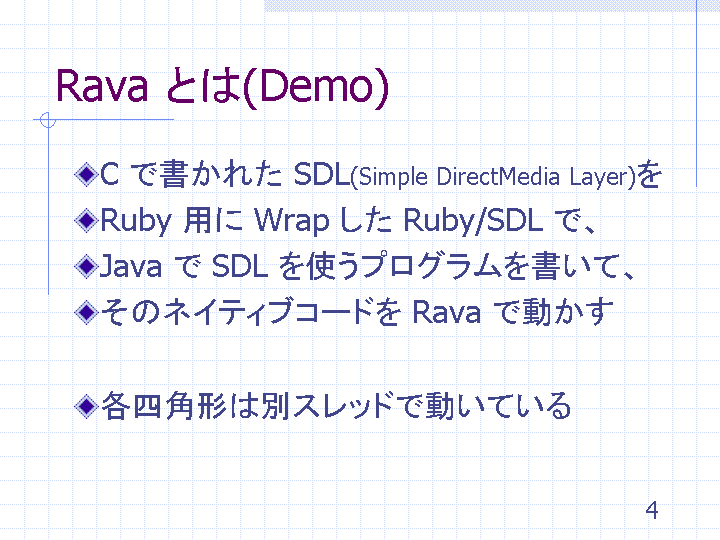 Rava とは(Demo)
C で書かれた SDL(Simple DirectMedia Layer)を
Ruby 用に Wrap した Ruby/SDL で、
Java で SDL を使うプログラムを書いて、
そのネイティブコードを Rava で動かす
各四角形は別スレッドで動いている
4